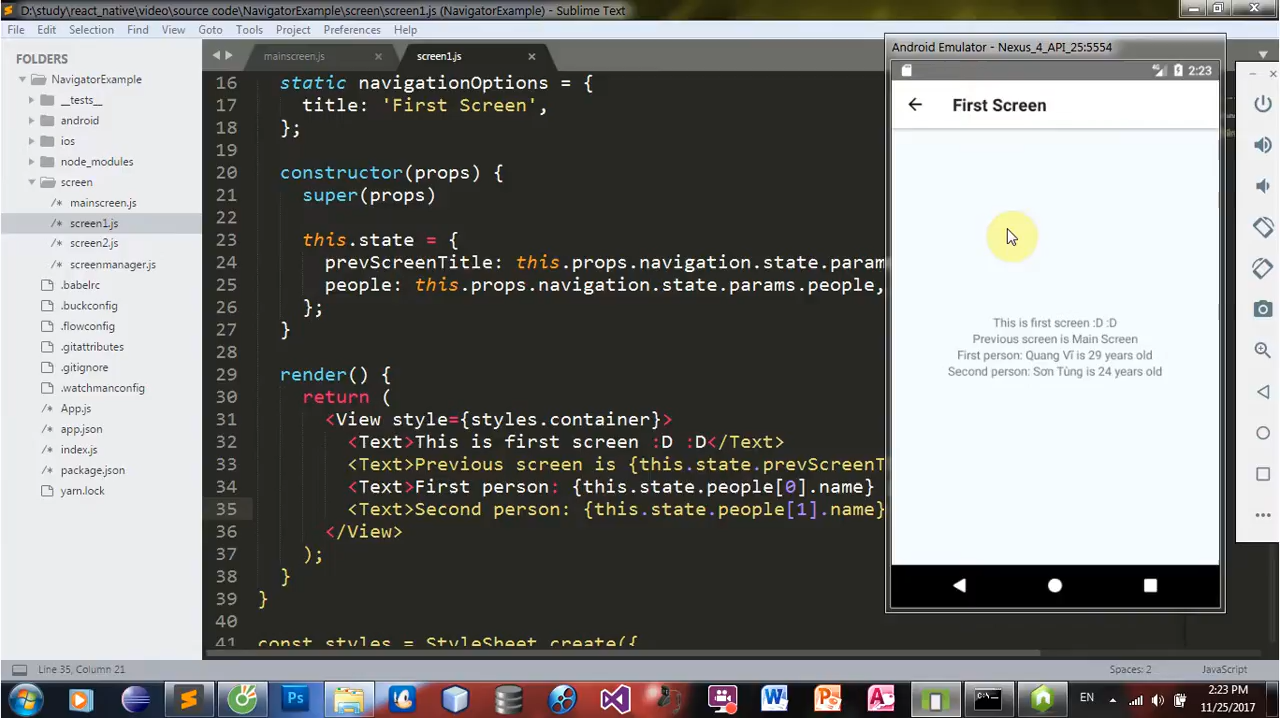 D:\study\react_native\video\source code\NavigatorExample\screen\screen1.js (NavigatorExample) - Sublime Text
File Edit Selection Find View Goto Tools Project Preferences Help
FOLDERS
NavigatorExample
__tests__
android
ios
node_modules
screen
/* mainscreen.js
/* screen1.js
/* screen2.js
/* screenmanager.js
.babelrc
.buckconfig
.flowconfig
.gitattributes
.gitignore
.watchmanconfig
/* App.js
app.json
/* index.js
package.json
yarn.lock
mainscreen.js
screen1.js
16 static navigationOptions = {
17 title: 'First Screen',
18 };
19
20 constructor(props) {
21 super(props)
22
23 this.state = {
24 prevScreenTitle: this.props.navigation.state.param
25 people: this.props.navigation.state.params.people,
26 };
27 }
28
29 render() {
30 return (
31 <View style={styles.container}>
32 <Text>This is first screen :D :D</Text>
33 <Text>Previous screen is {this.state.prevScreenT
34 <Text>First person: {this.state.people[0].name}
35 <Text>Second person: {this.state.people[1].name}
36 </View>
37 );
38 }
39 }
40
41 const styles = StyleSheet.create({
Android Emulator - Nexus_4_API_25:5554
2:23
First Screen
This is first screen :D :D
Previous screen is Main Screen
First person: Quang Vĩ is 29 years old
Second person: Sơn Tùng is 24 years old
Line 35, Column 21
Spaces: 2
JavaScript
Ps
EN
2:23 PM
11/25/2017